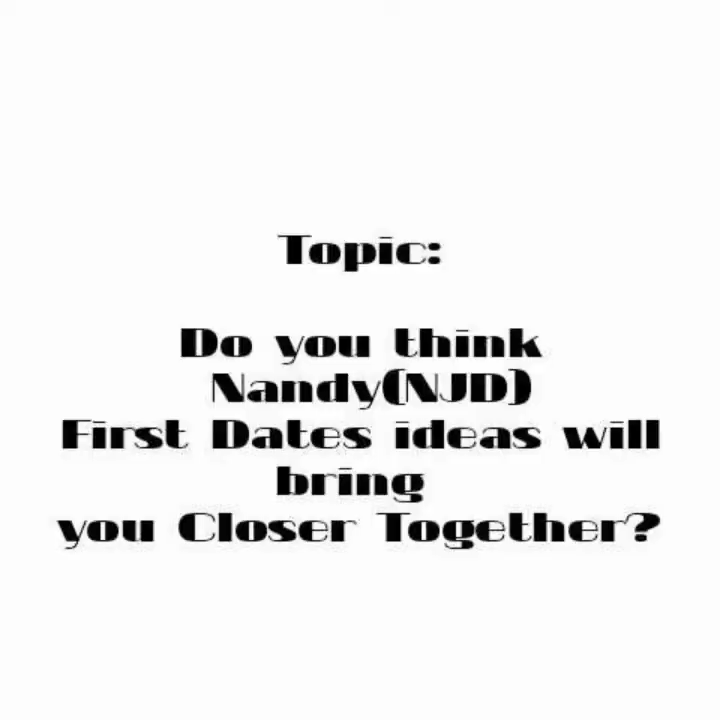 Topic:
Do you think
Nandy(NJD)
First Dates ideas will
bring
you Closer Together?